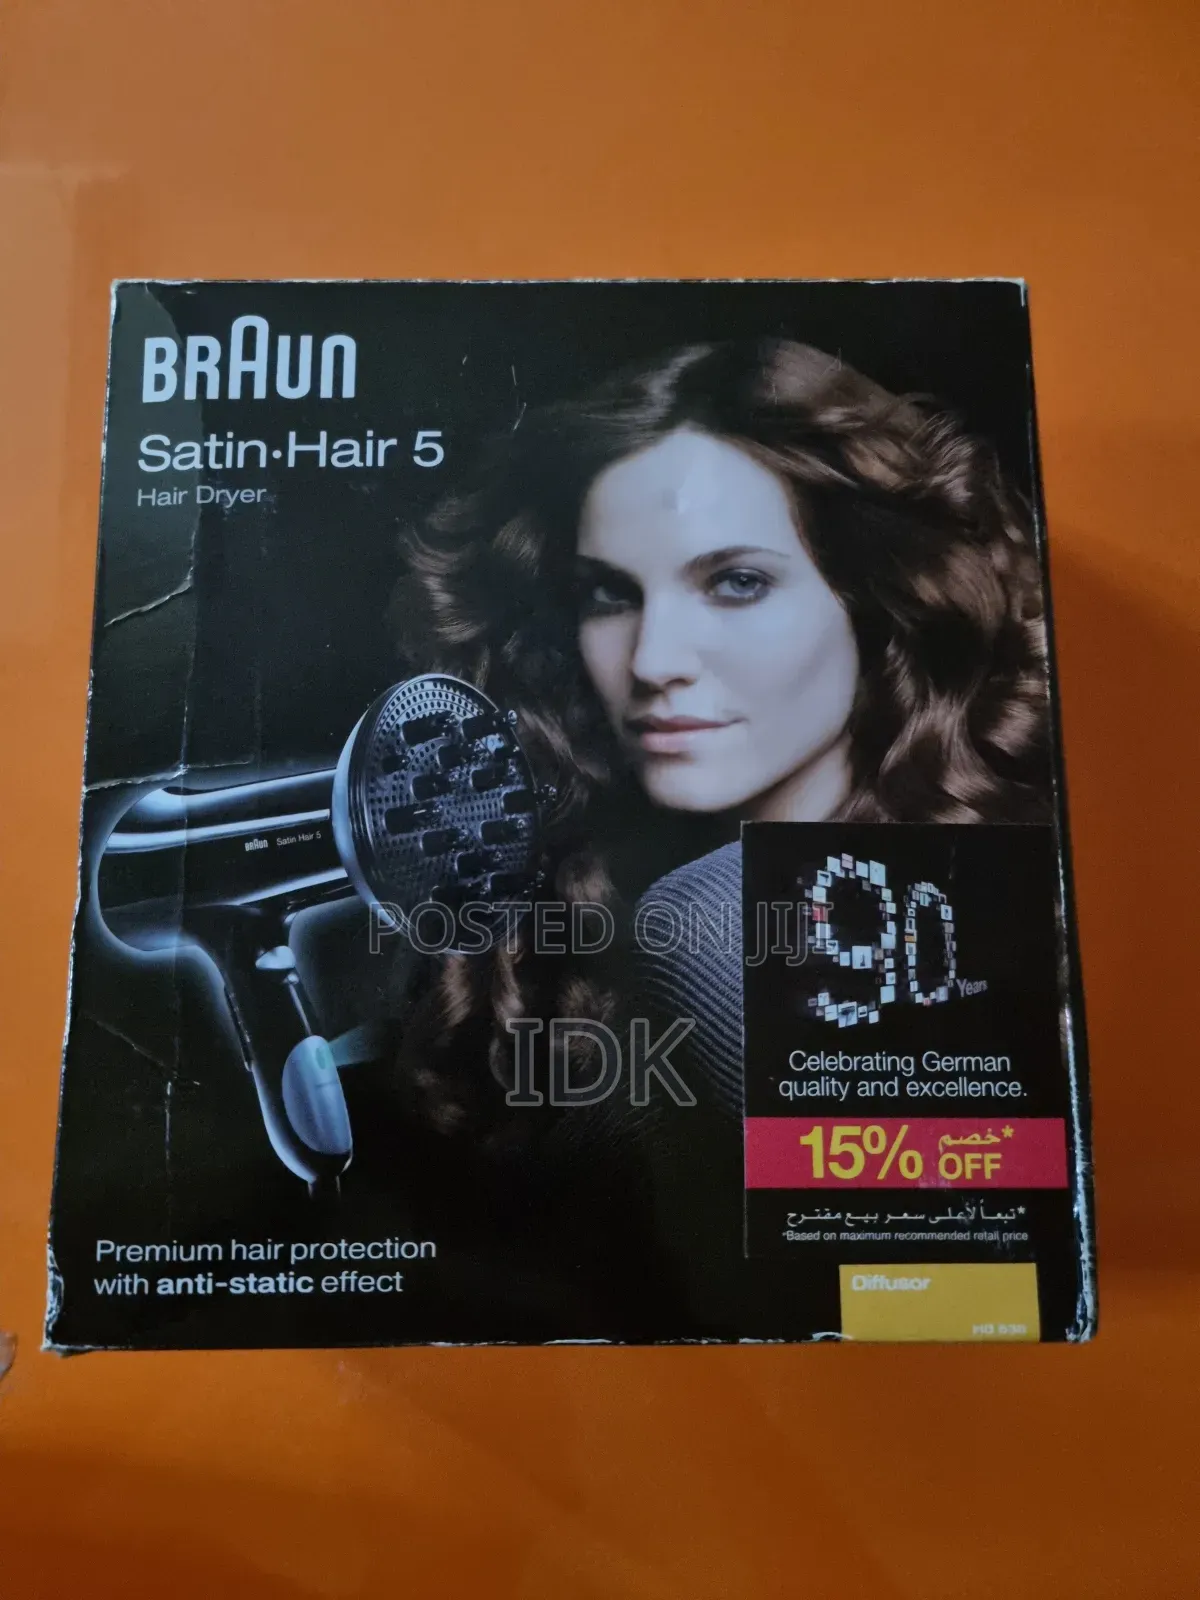 BRAUN
Satin•Hair 5
Hair Dryer
BRAUN Satin Hair 5
POSTED ON JIJI
IDK
90
Years
Celebrating German
quality and excellence.
15% خصم*
OFF
*تبعاً لأعلى سعر بيع مقترح
*Based on maximum recommended retail price
Premium hair protection
with anti-static effect
Diffusor